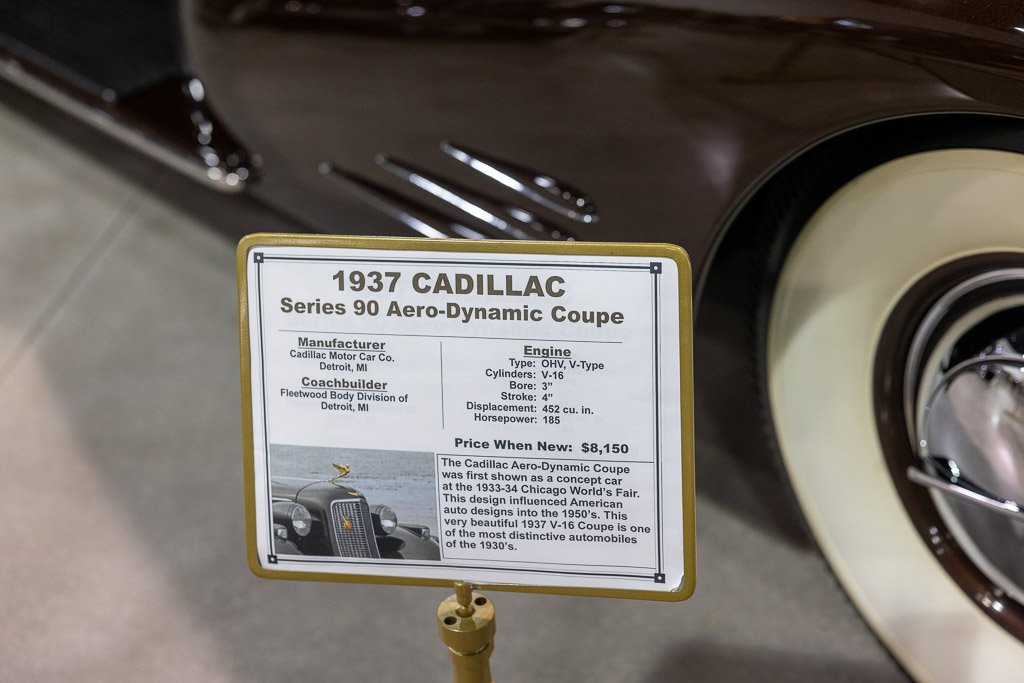 1937 CADILLAC
Series 90 Aero-Dynamic Coupe
Manufacturer
Cadillac Motor Car Co.
Detroit, MI
Coachbuilder
Fleetwood Body Division of
Detroit, MI
Engine
Type: OHV, V-Type
Cylinders: V-16
Bore: 3”
Stroke: 4”
Displacement: 452 cu. in.
Horsepower: 185
Price When New: $8,150
The Cadillac Aero-Dynamic Coupe
was first shown as a concept car
at the 1933-34 Chicago World's Fair.
This design influenced American
auto designs into the 1950's. This
very beautiful 1937 V-16 Coupe is one
of the most distinctive automobiles
of the 1930's.